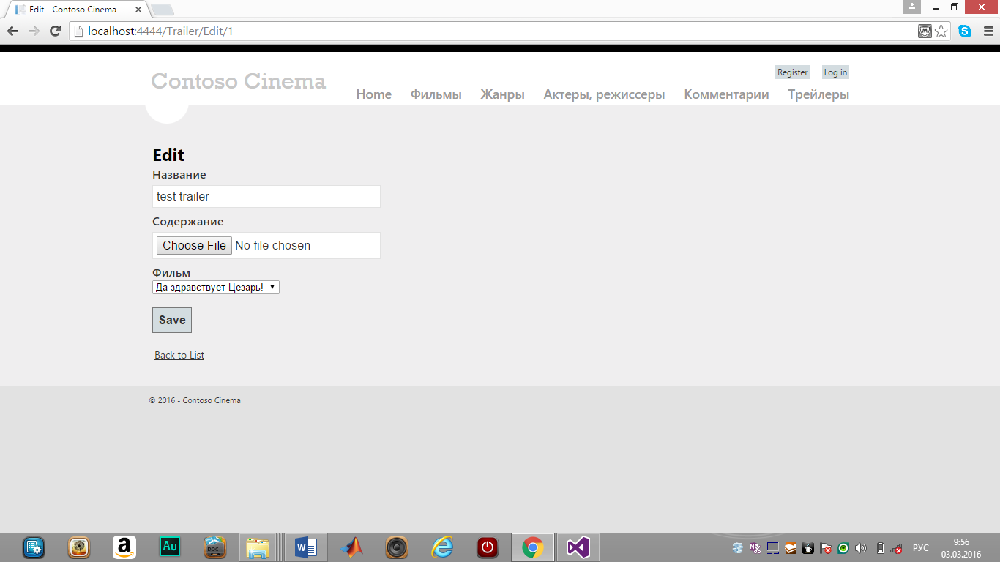 Edit - Contoso Cinema
localhost:4444/Trailer/Edit/1
Register Log in
Contoso Cinema
Home Фильмы Жанры Актеры, режиссеры Комментарии Трейлеры
Edit
Название
test trailer
Содержание
Choose File No file chosen
Фильм
Да здравствует Цезарь!
Save
Back to List
© 2016 - Contoso Cinema
Au
DOC
РУС
9:56
03.03.2016